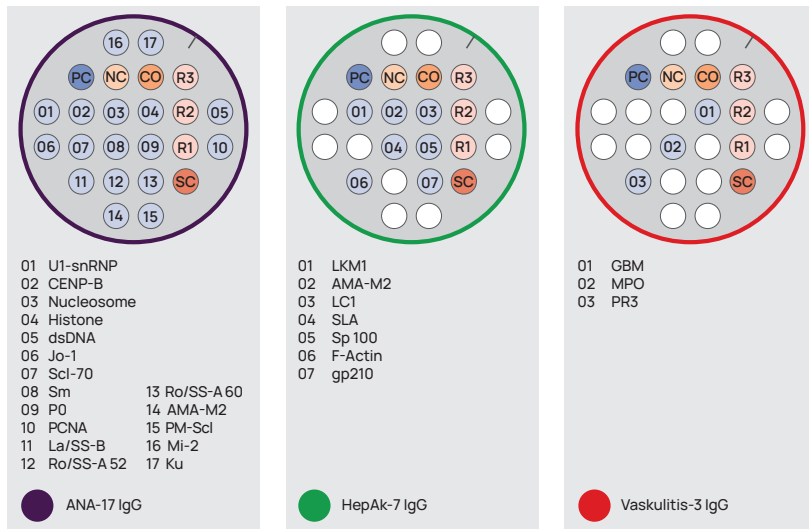 16 17
PC NC CO R3
01 02 03 04 R2 05
06 07 08 09 R1 10
11 12 13 SC
14 15
01 U1-snRNP
02 CENP-B
03 Nucleosome
04 Histone
05 dsDNA
06 Jo-1
07 Scl-70
08 Sm
09 P0
10 PCNA
11 La/SS-B
12 Ro/SS-A 52
13 Ro/SS-A 60
14 AMA-M2
15 PM-Scl
16 Mi-2
17 Ku
ANA-17 IgG
PC NC CO R3
01 02 03 R2
04 05 R1
06 07 SC
01 LKM1
02 AMA-M2
03 LC1
04 SLA
05 Sp 100
06 F-Actin
07 gp210
HepAk-7 IgG
PC NC CO R3
01 R2
02 R1
03 SC
01 GBM
02 MPO
03 PR3
Vaskulitis-3 IgG